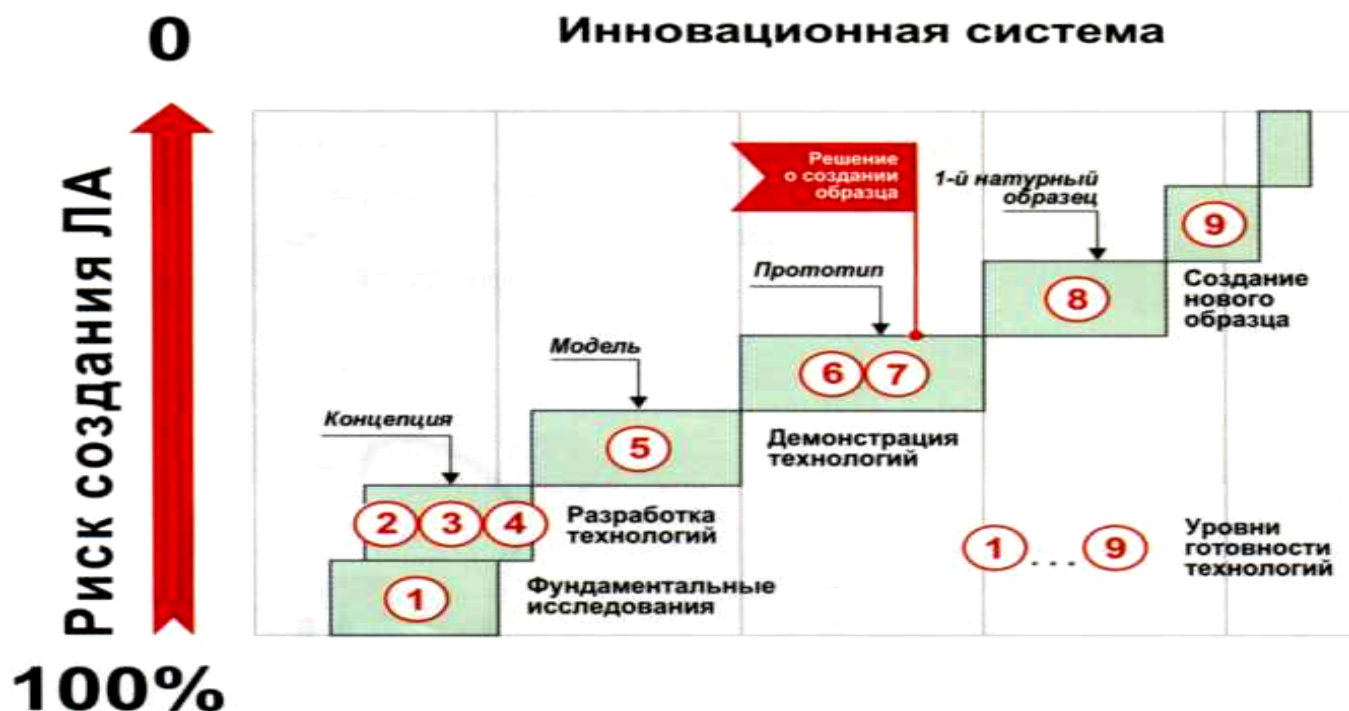 0
Инновационная система
Риск создания ЛА
100%
Решение
о создании
образца
1-й натурный
образец
9
Прототип
8
Создание
нового
образца
Модель
6 7
Концепция
5
Демонстрация
технологий
2 3 4
Разработка
технологий
1 ... 9
Уровни
готовности
технологий
1
Фундаментальные
исследования